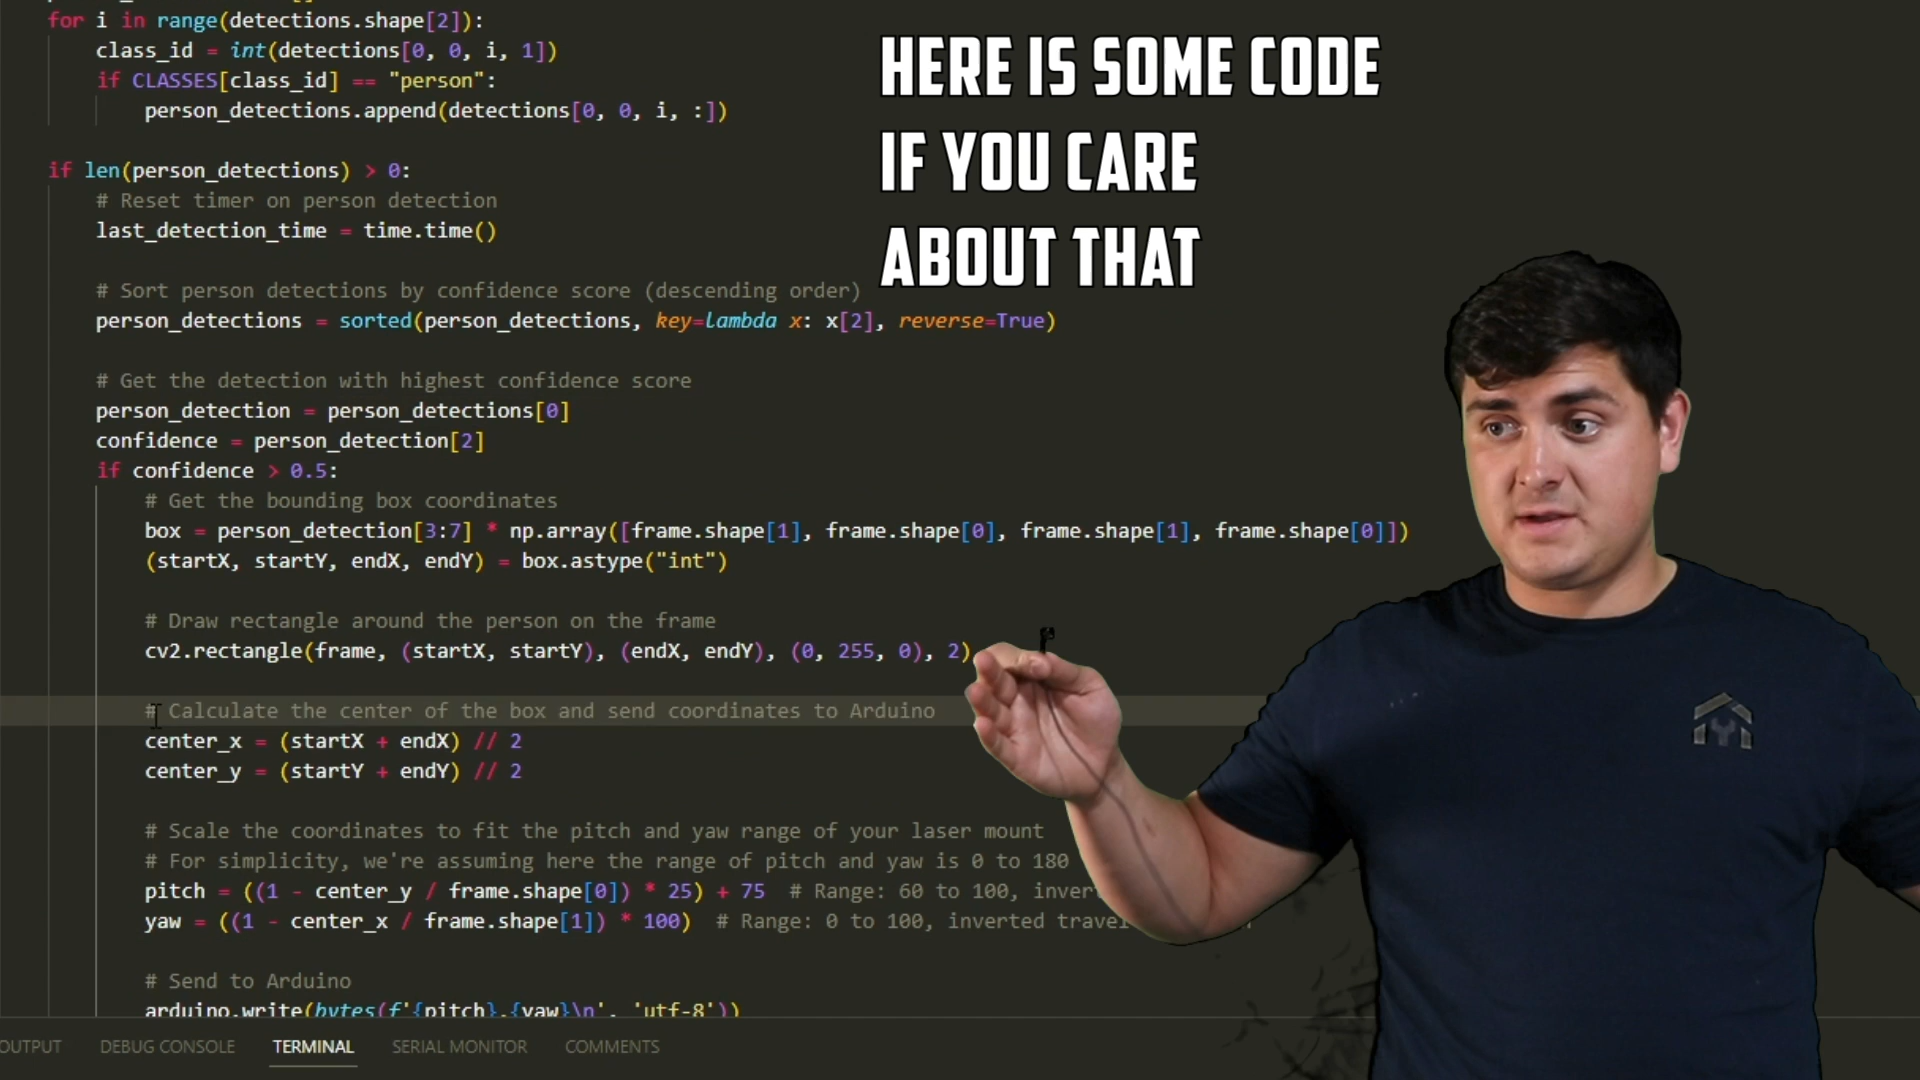 for i in range(detections.shape[2]):
class_id = int(detections[0, 0, i, 1])
if CLASSES[class_id] == "person":
person_detections.append(detections[0, 0, i, :])
HERE IS SOME CODE
IF YOU CARE
ABOUT THAT
if len(person_detections) > 0:
# Reset timer on person detection
last_detection_time = time.time()
# Sort person detections by confidence score (descending order)
person_detections = sorted(person_detections, key=lambda x: x[2], reverse=True)
# Get the detection with highest confidence score
person_detection = person_detections[0]
confidence = person_detection[2]
if confidence > 0.5:
# Get the bounding box coordinates
box = person_detection[3:7] * np.array([frame.shape[1], frame.shape[0], frame.shape[1], frame.shape[0]])
(startX, startY, endX, endY) = box.astype("int")
# Draw rectangle around the person on the frame
cv2.rectangle(frame, (startX, startY), (endX, endY), (0, 255, 0), 2)
# Calculate the center of the box and send coordinates to Arduino
center_x = (startX + endX) // 2
center_y = (startY + endY) // 2
# Scale the coordinates to fit the pitch and yaw range of your laser mount
# For simplicity, we're assuming here the range of pitch and yaw is 0 to 180
pitch = ((1 - center_y / frame.shape[0]) * 25) + 75 # Range: 60 to 100,
yaw = ((1 - center_x / frame.shape[1]) * 100) # Range: 0 to 100, inverted
# Send to Arduino
arduino.write(bytes(f'{pitch},{yaw}\n', 'utf-8'))
OUTPUT
DEBUG CONSOLE
TERMINAL
SERIAL MONITOR
COMMENTS